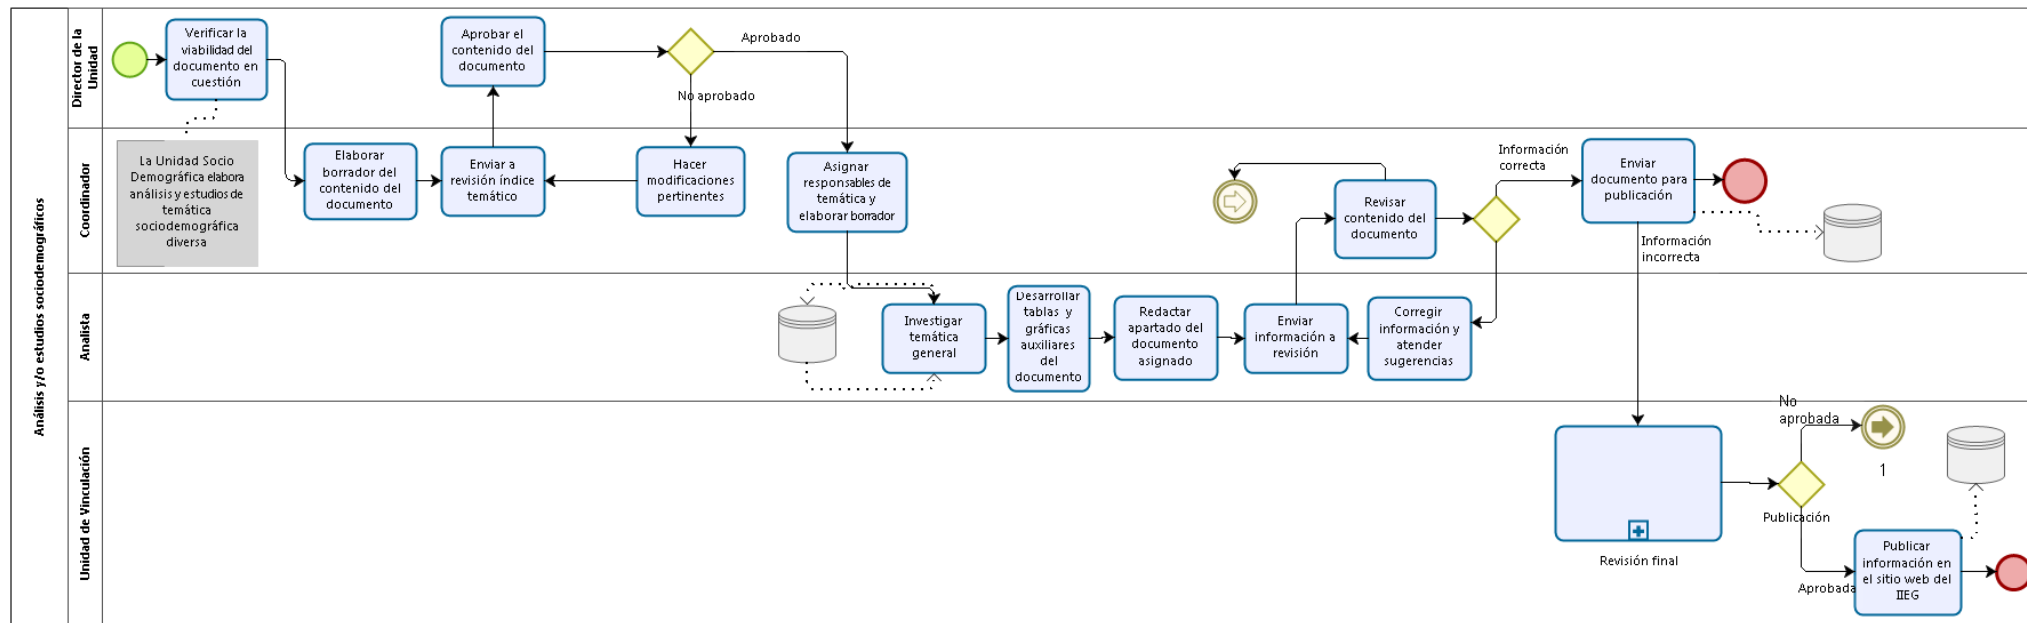 Análisis y/o estudios sociodemográficos
Director de la
Unidad
Verificar la
viabilidad del
documento en
cuestión
Aprobar el
contenido del
documento
Aprobado
No aprobado
Coordinador
La Unidad Socio
Demográfica elabora
análisis y estudios de
temática
sociodemográfica
diversa
Elaborar
borrador del
contenido del
documento
Enviar a
revisión índice
temático
Hacer
modificaciones
pertinentes
Asignar
responsables de
temática y
elaborar borrador
Revisar
contenido del
documento
Información
correcta
Enviar
documento para
publicación
Información
incorrecta
Analista
Investigar
temática
general
Desarrollar
tablas y
gráficas
auxiliares
del
documento
Redactar
apartado del
documento
asignado
Enviar
información a
revisión
Corregir
información y
atender
sugerencias
Unidad de Vinculación
Revisión final
No
aprobada
1
Publicación
Aprobada
Publicar
información en
el sitio web del
IIEG